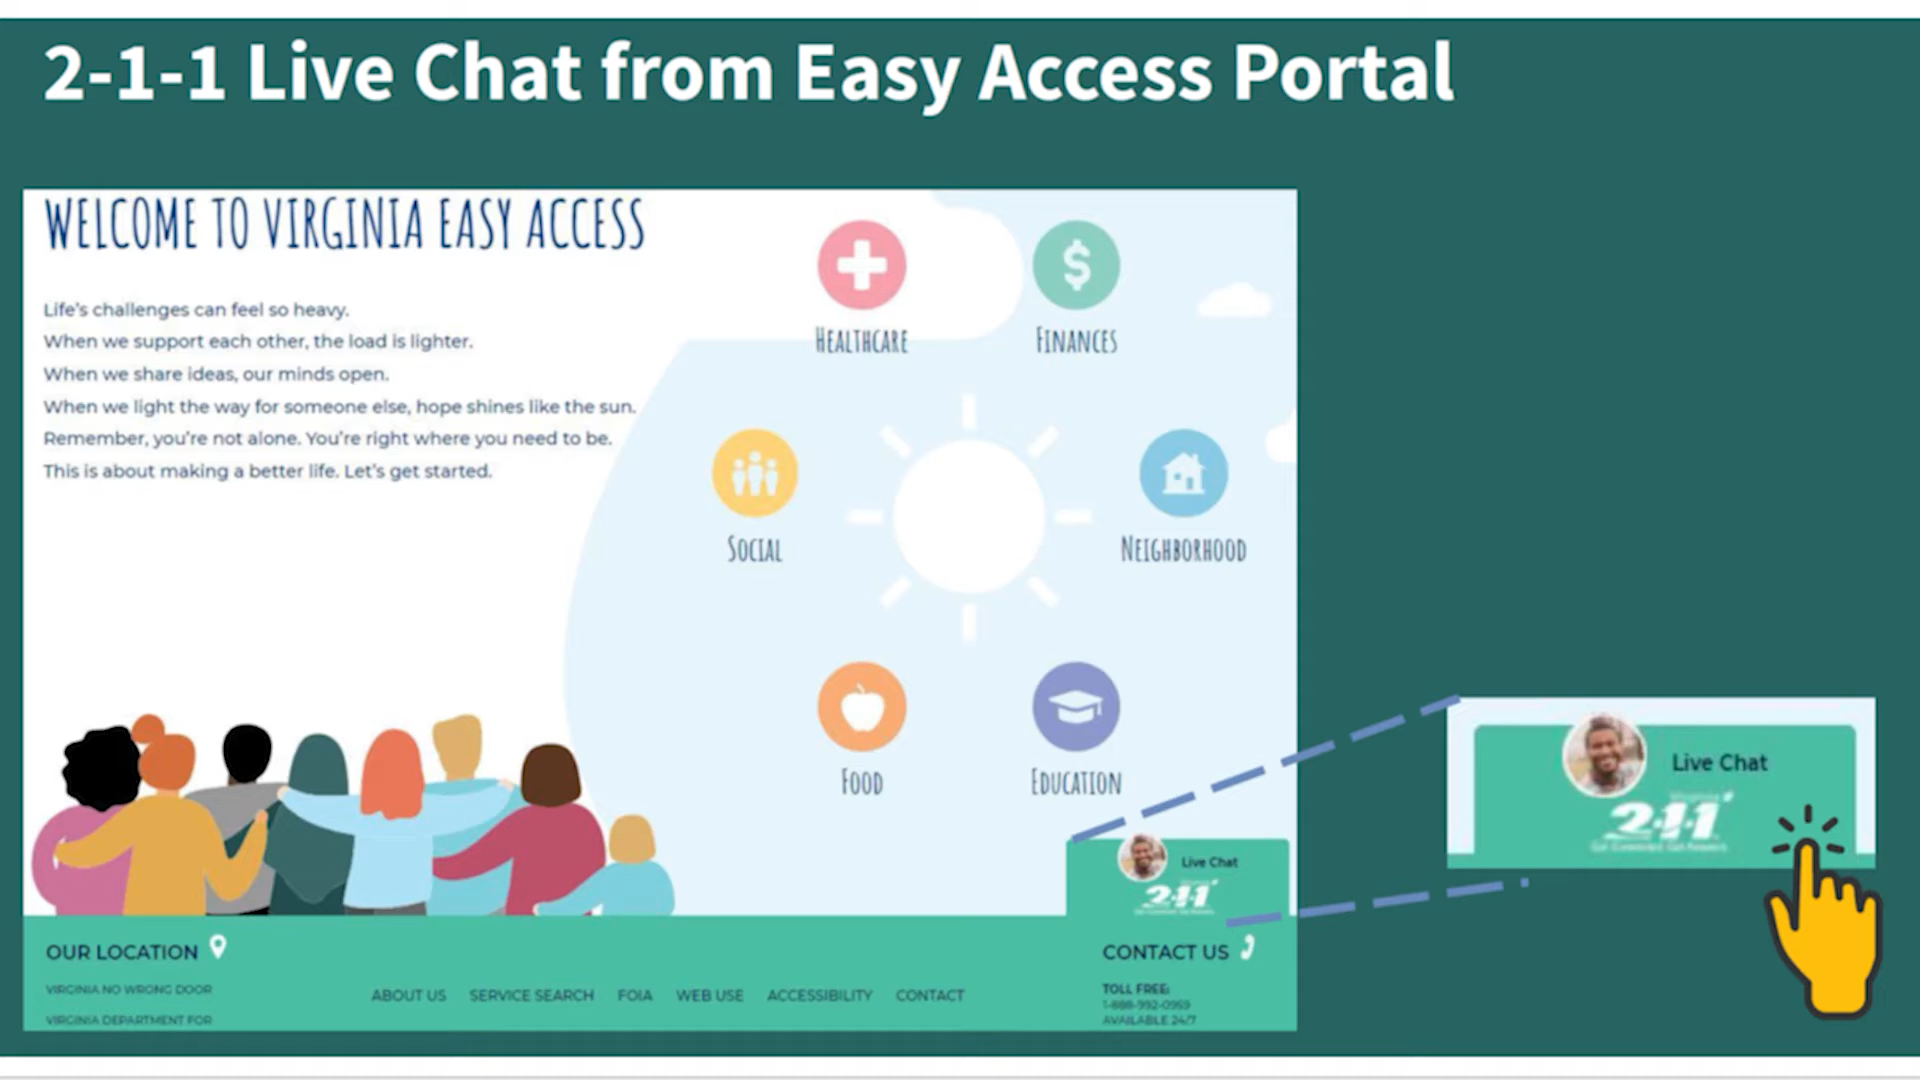 2-1-1 Live Chat from Easy Access Portal
WELCOME TO VIRGINIA EASY ACCESS
Life's challenges can feel so heavy.
When we support each other, the load is lighter.
When we share ideas, our minds open.
When we light the way for someone else, hope shines like the sun.
Remember, you're not alone. You're right where you need to be.
This is about making a better life. Let's get started.
HEALTHCARE
FINANCES
SOCIAL
NEIGHBORHOOD
FOOD
EDUCATION
Live Chat
2-1-1
Live Chat
2-1-1
OUR LOCATION
VIRGINIA NO WRONG DOOR
VIRGINIA DEPARTMENT FOR
ABOUT US SERVICE SEARCH FOIA WEB USE ACCESSIBILITY CONTACT
CONTACT US
TOLL FREE:
1-888-992-0959
AVAILABLE 24/7